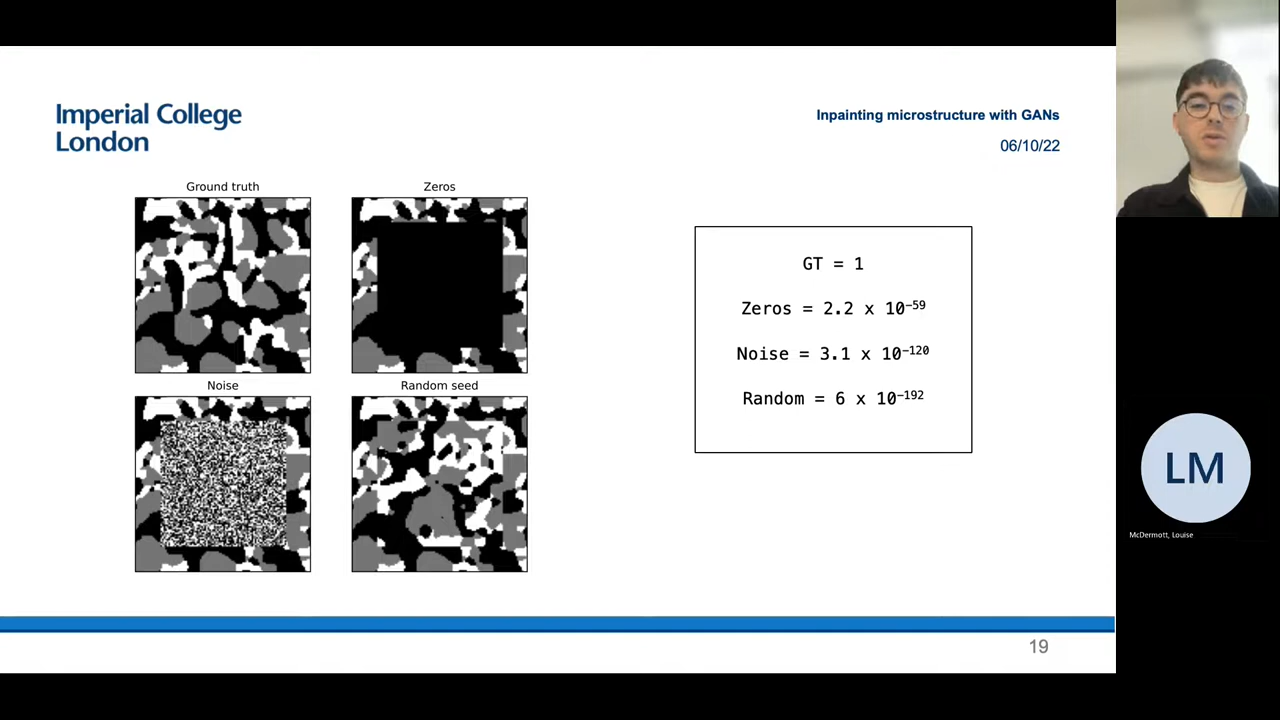 Imperial College
London
Inpainting microstructure with GANs
06/10/22
Ground truth
Zeros
Noise
Random seed
GT = 1
Zeros = 2.2 x 10⁻⁵⁹
Noise = 3.1 x 10⁻¹²⁰
Random = 6 x 10⁻¹⁹²
19
LM
McDermott, Louise